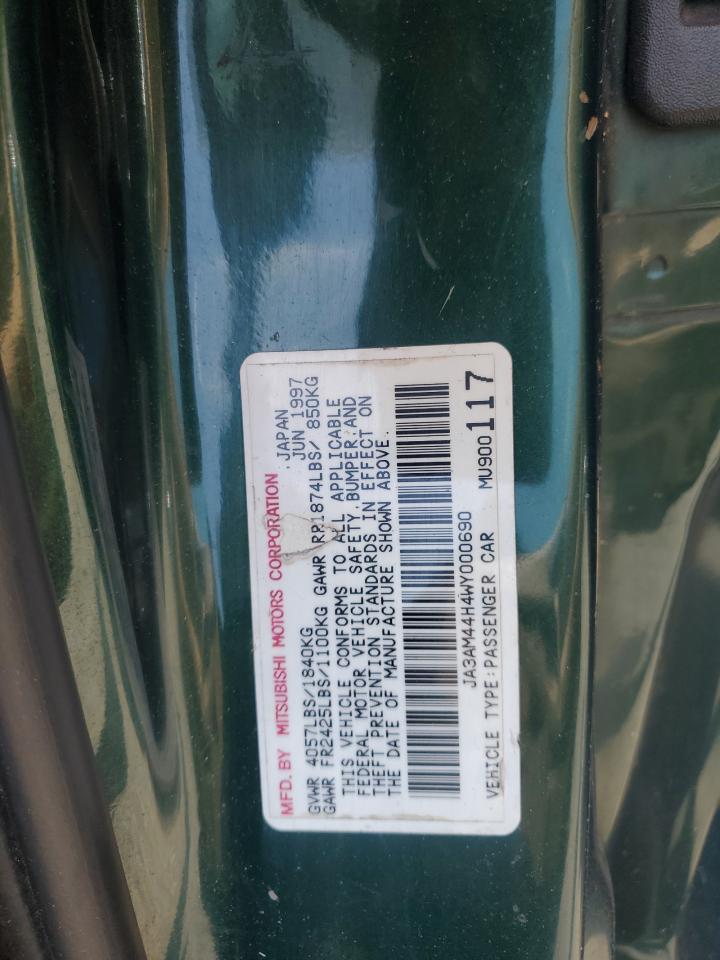 MFD. BY MITSUBISHI MOTORS CORPORATION JAPAN
GVWR 4057LBS/1840KG JUN 1997
GAWR FR2425LBS/1100KG GAWR RR1874LBS/ 850KG
THIS VEHICLE CONFORMS TO ALL APPLICABLE
FEDERAL MOTOR VEHICLE SAFETY,BUMPER,AND
THEFT PREVENTION STANDARDS IN EFFECT ON
THE DATE OF MANUFACTURE SHOWN ABOVE.
JA3AM44H4WY000690
VEHICLE TYPE:PASSENGER CAR MU900117